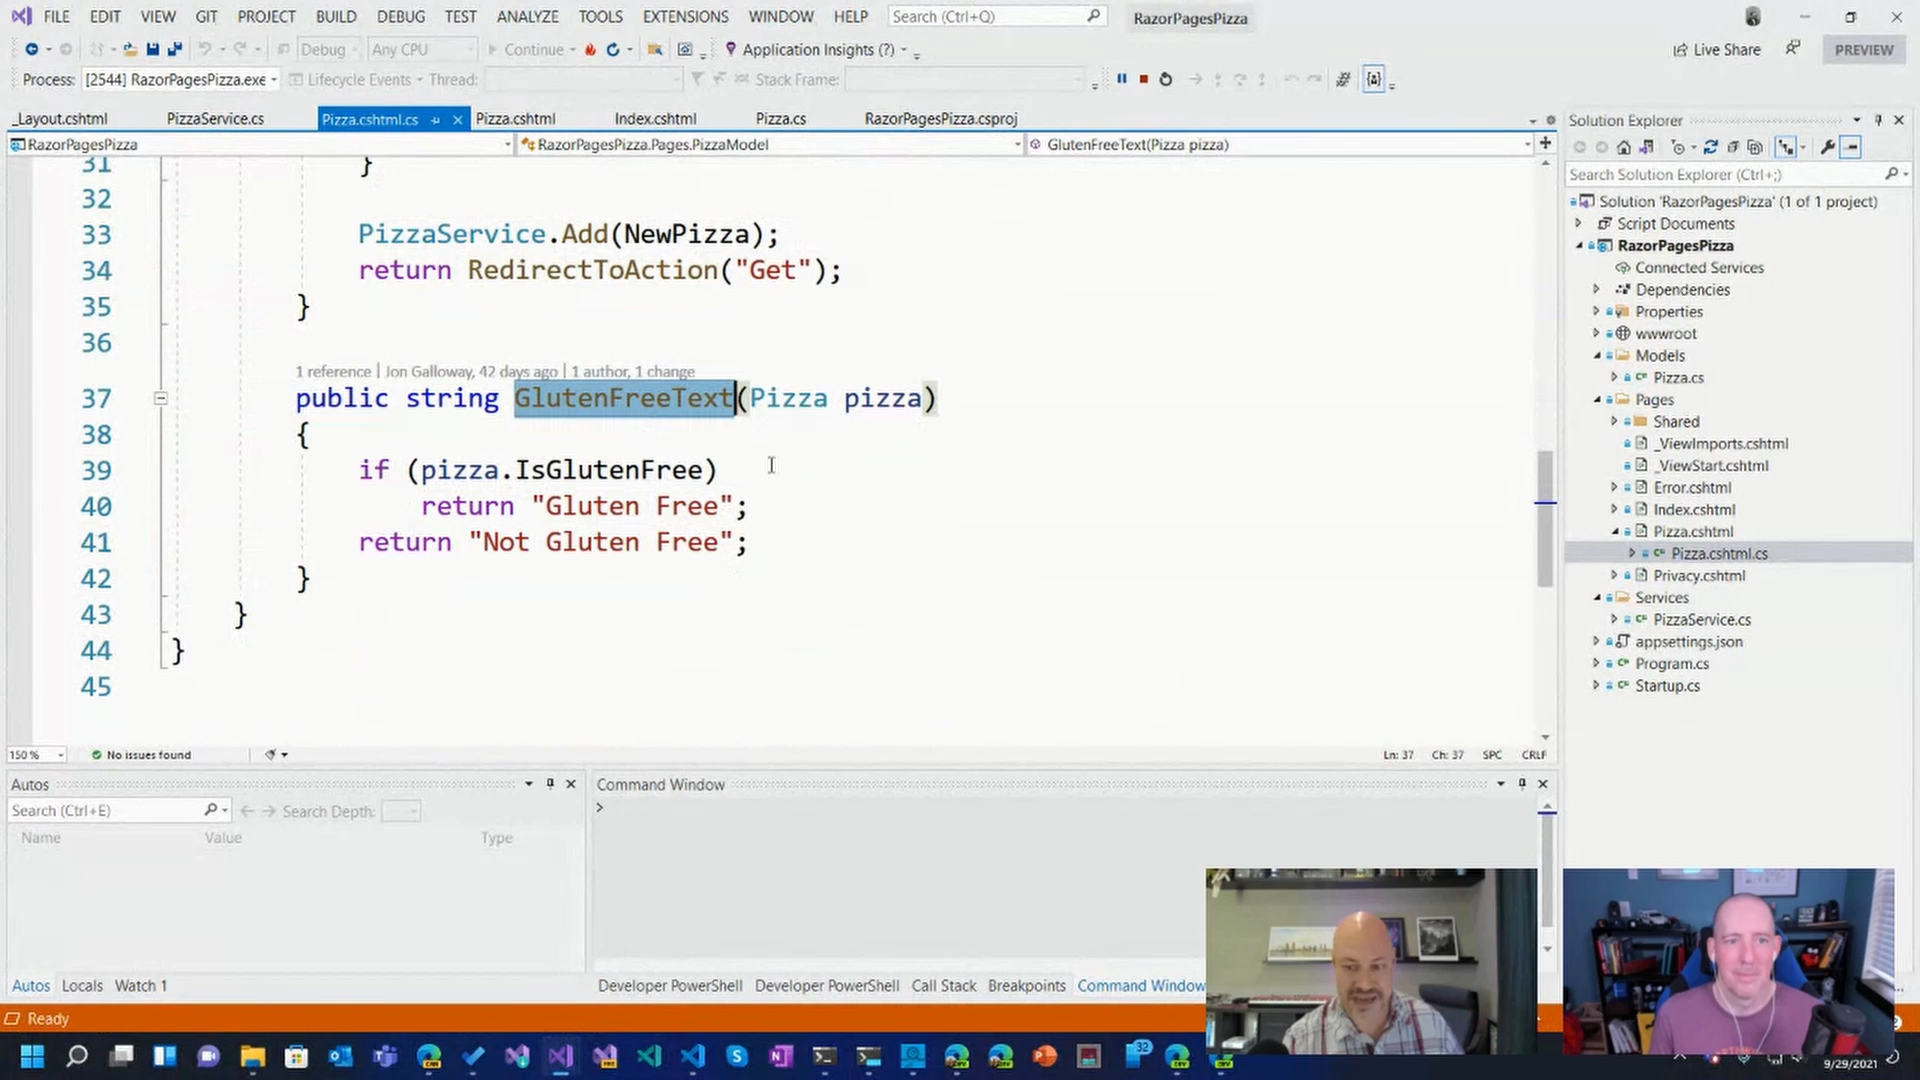 FILE EDIT VIEW GIT PROJECT BUILD DEBUG TEST ANALYZE TOOLS EXTENSIONS WINDOW HELP Search (Ctrl+Q) RazorPagesPizza
Debug Any CPU Continue Application Insights (?) Live Share PREVIEW
Process: [2544] RazorPagesPizza.exe Lifecycle Events Thread: Stack Frame:
_Layout.cshtml PizzaService.cs Pizza.cshtml.cs Pizza.cshtml Index.cshtml Pizza.cs RazorPagesPizza.csproj
RazorPagesPizza RazorPagesPizza.Pages.PizzaModel GlutenFreeText(Pizza pizza)
31 }
32
33 PizzaService.Add(NewPizza);
34 return RedirectToAction("Get");
35 }
36
1 reference | Jon Galloway, 42 days ago | 1 author, 1 change
37 public string GlutenFreeText(Pizza pizza)
38 {
39 if (pizza.IsGlutenFree)
40 return "Gluten Free";
41 return "Not Gluten Free";
42 }
43 }
44 }
45
150 % No issues found Ln: 37 Ch: 37 SPC CRLF
Solution Explorer
Search Solution Explorer (Ctrl+;)
Solution 'RazorPagesPizza' (1 of 1 project)
Script Documents
RazorPagesPizza
Connected Services
Dependencies
Properties
wwwroot
Models
Pizza.cs
Pages
Shared
_ViewImports.cshtml
_ViewStart.cshtml
Error.cshtml
Index.cshtml
Pizza.cshtml
Pizza.cshtml.cs
Privacy.cshtml
Services
PizzaService.cs
appsettings.json
Program.cs
Startup.cs
Autos
Search (Ctrl+E) Search Depth:
Name Value Type
Autos Locals Watch 1
Command Window
>
Developer PowerShell Developer PowerShell Call Stack Breakpoints Command Window
Ready
32
9/29/2021